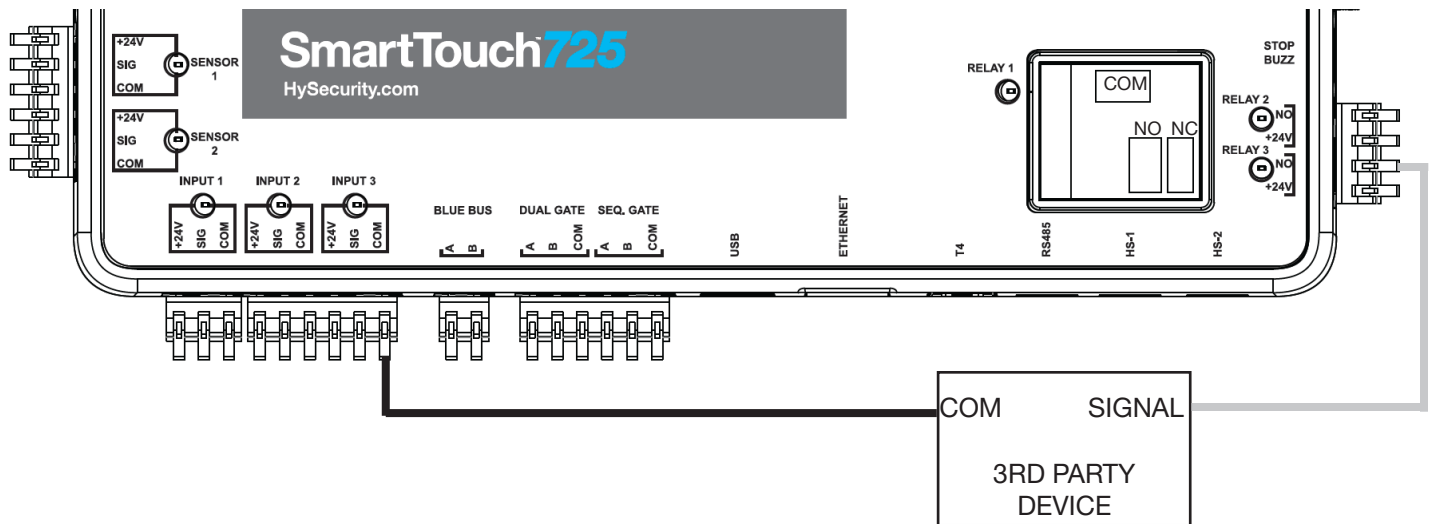 SmartTouch™725
HySecurity.com
+24V
SIG
COM
SENSOR
1
+24V
SIG
COM
SENSOR
2
INPUT 1
INPUT 2
INPUT 3
+24V
SIG
COM
+24V
SIG
COM
+24V
SIG
COM
BLUE BUS
A
B
DUAL GATE
A
B
COM
SEQ. GATE
A
B
COM
USB
ETHERNET
T4
RS485
HS-1
HS-2
RELAY 1
COM
NO NC
STOP
BUZZ
RELAY 2
NO
+24V
RELAY 3
NO
+24V
COM SIGNAL
3RD PARTY
DEVICE